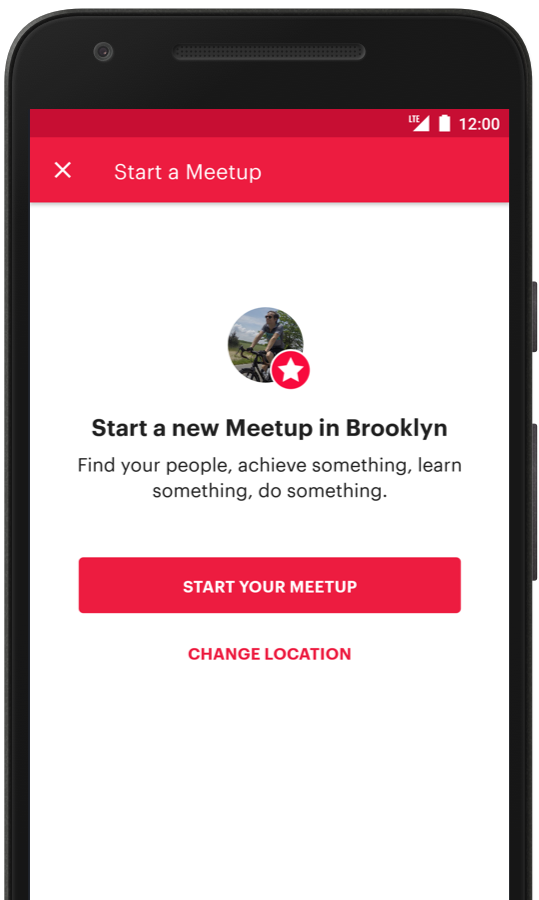 LTE 12:00
Start a Meetup
Start a new Meetup in Brooklyn
Find your people, achieve something, learn
something, do something.
START YOUR MEETUP
CHANGE LOCATION